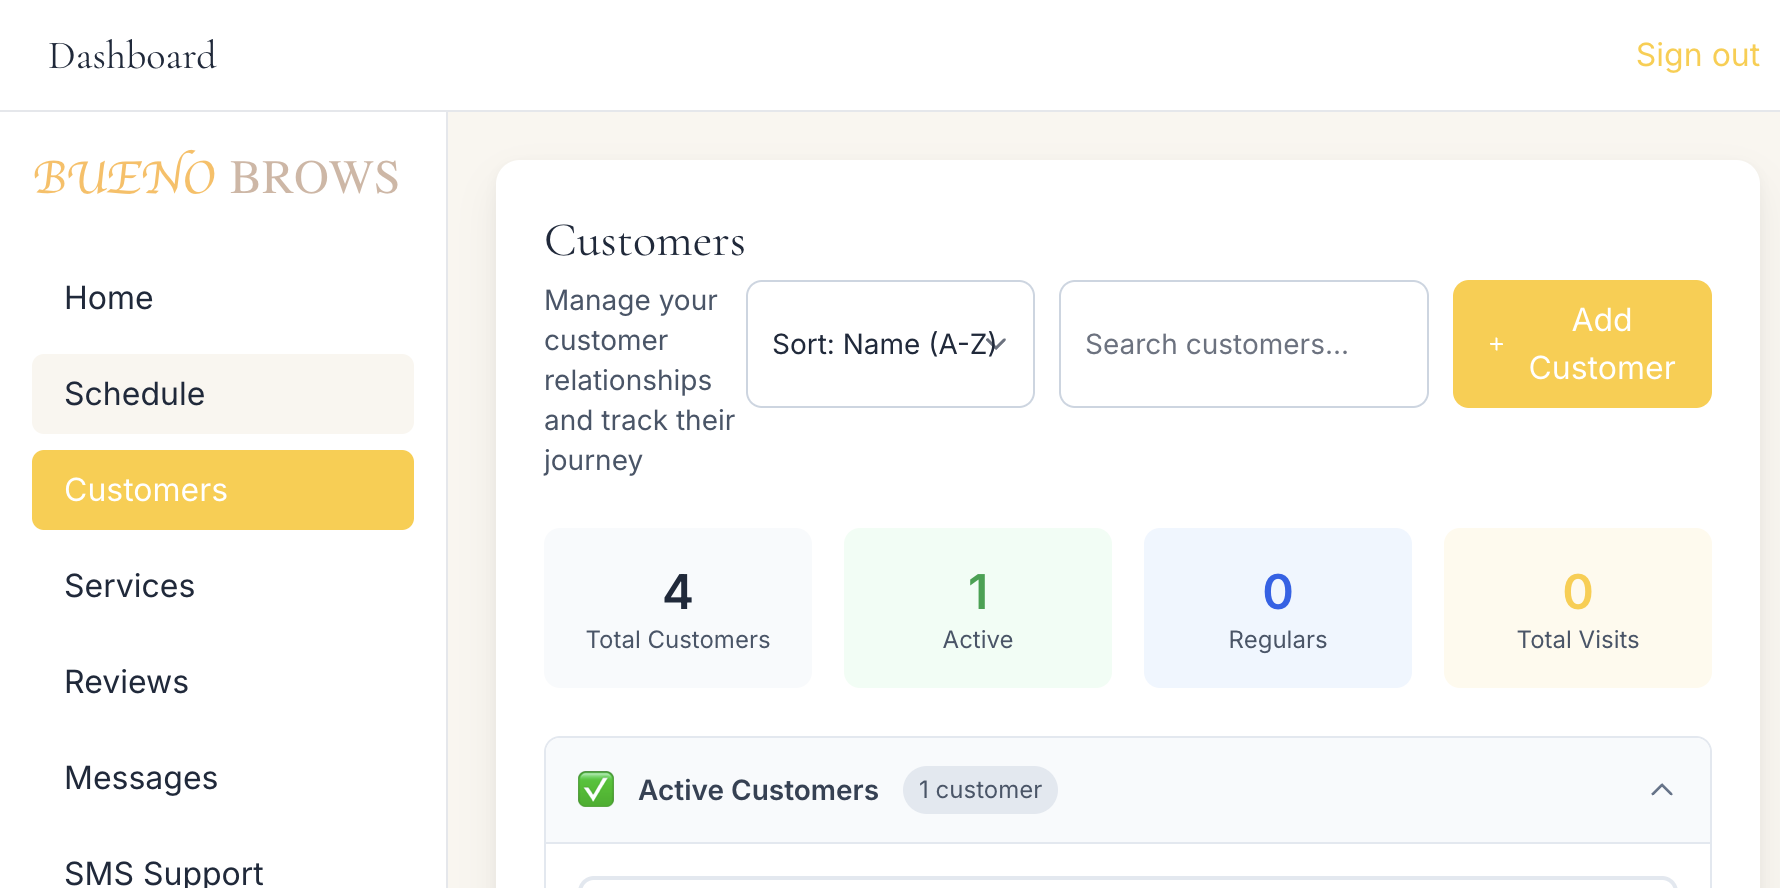 Dashboard
Sign out
BUENO BROWS
Home
Schedule
Customers
Services
Reviews
Messages
SMS Support
Customers
Manage your
customer
relationships
and track their
journey
Sort: Name (A-Z)
Search customers...
+ Add
Customer
4
Total Customers
1
Active
0
Regulars
0
Total Visits
Active Customers
1 customer